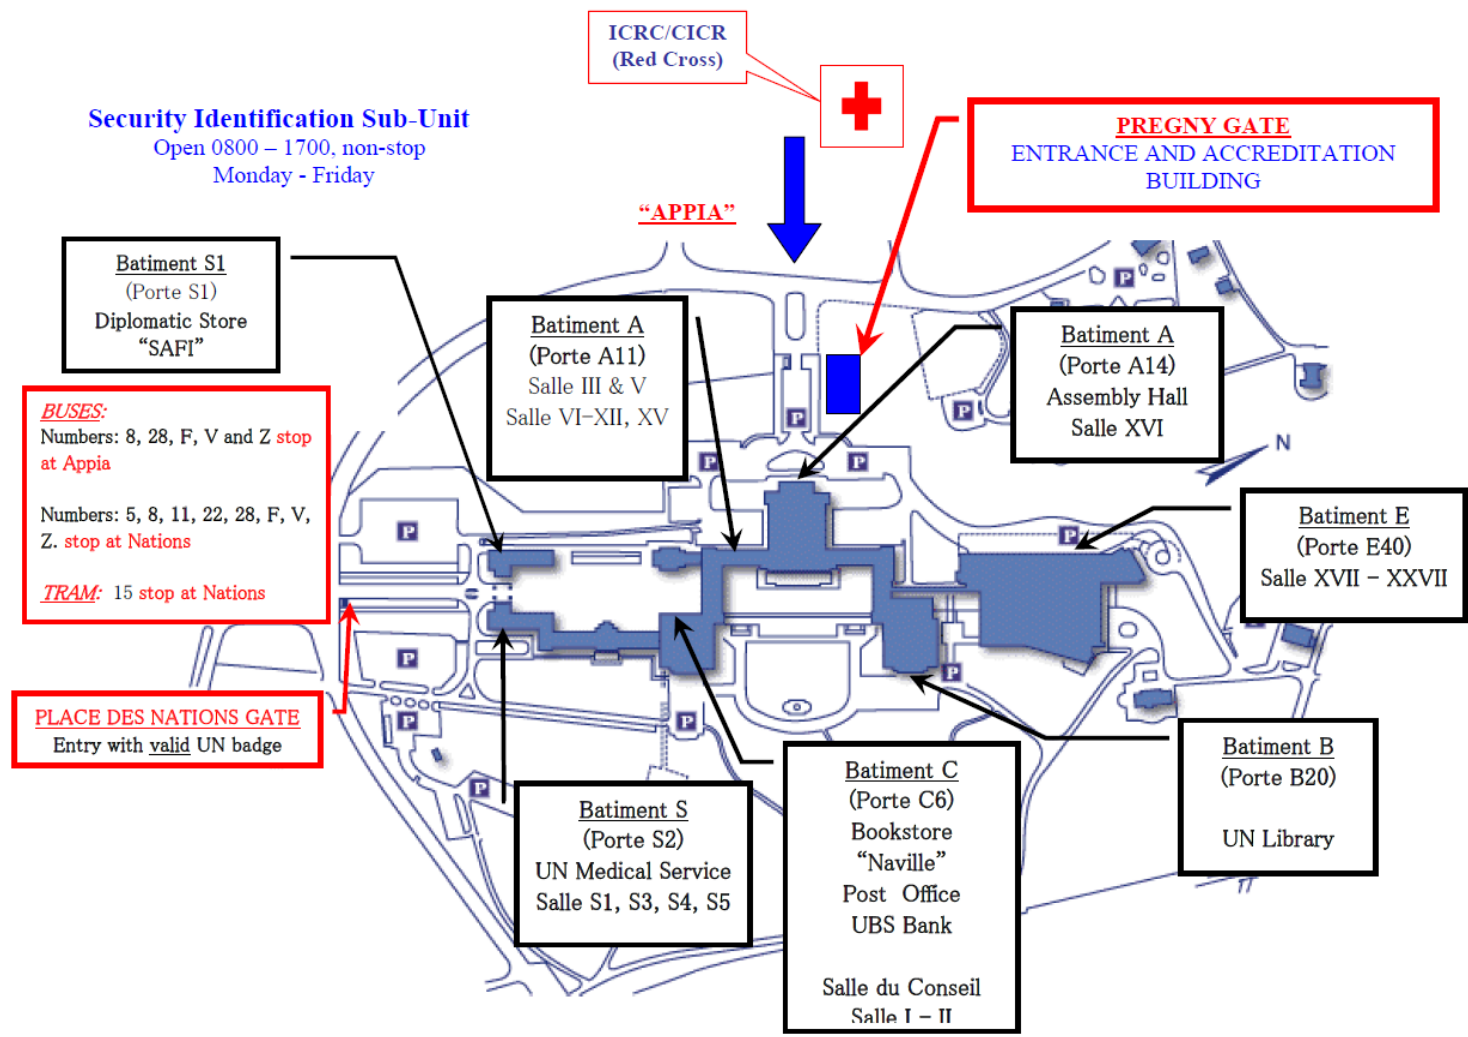 ICRC/CICR
(Red Cross)
Security Identification Sub-Unit
Open 0800 – 1700, non-stop
Monday - Friday
PREGNY GATE
ENTRANCE AND ACCREDITATION
BUILDING
“APPIA”
Batiment S1
(Porte S1)
Diplomatic Store
“SAFI”
Batiment A
(Porte A11)
Salle III & V
Salle VI–XII, XV
Batiment A
(Porte A14)
Assembly Hall
Salle XVI
BUSES:
Numbers: 8, 28, F, V and Z stop
at Appia
Numbers: 5, 8, 11, 22, 28, F, V,
Z. stop at Nations
TRAM: 15 stop at Nations
N
Batiment E
(Porte E40)
Salle XVII – XXVII
PLACE DES NATIONS GATE
Entry with valid UN badge
Batiment S
(Porte S2)
UN Medical Service
Salle S1, S3, S4, S5
Batiment C
(Porte C6)
Bookstore
“Naville”
Post Office
UBS Bank
Salle du Conseil
Salle I – II
Batiment B
(Porte B20)
UN Library
P
P
P
P
P
P
P
P
P
P
P
P